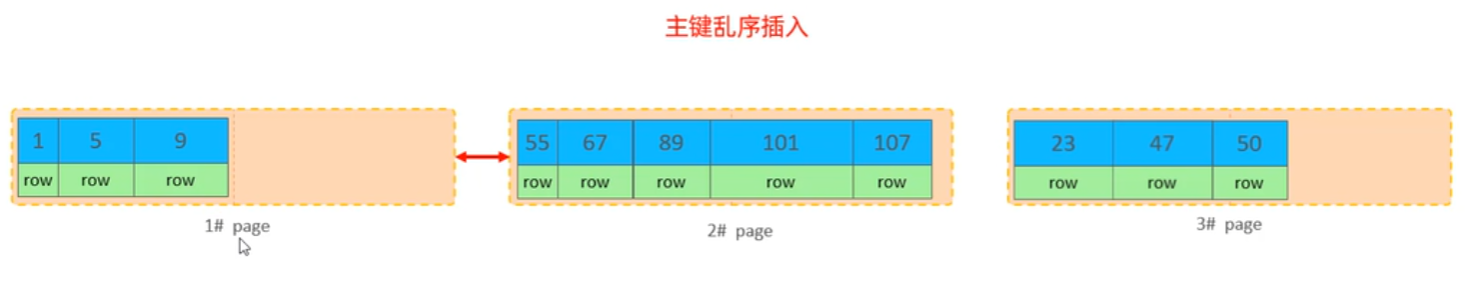 主键乱序插入
1 5 9
row row row
1# page
55 67 89 101 107
row row row row row
2# page
23 47 50
row row row
3# page